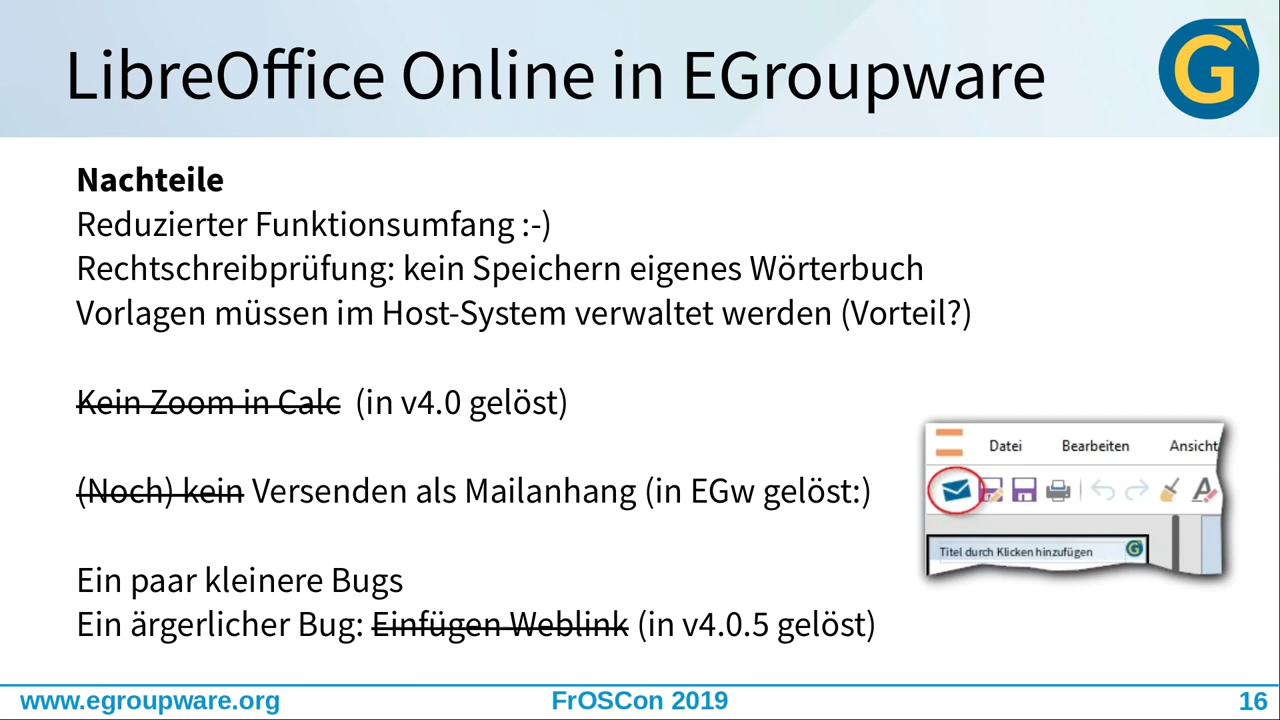 LibreOffice Online in EGroupware
G
Nachteile
Reduzierter Funktionsumfang :-)
Rechtschreibprüfung: kein Speichern eigenes Wörterbuch
Vorlagen müssen im Host-System verwaltet werden (Vorteil?)
Kein Zoom in Calc (in v4.0 gelöst)
(Noch) kein Versenden als Mailanhang (in EGw gelöst:)
Datei Bearbeiten Ansicht
A
Titel durch Klicken hinzufügen G
Ein paar kleinere Bugs
Ein ärgerlicher Bug: Einfügen Weblink (in v4.0.5 gelöst)
www.egroupware.org FrOSCon 2019 16